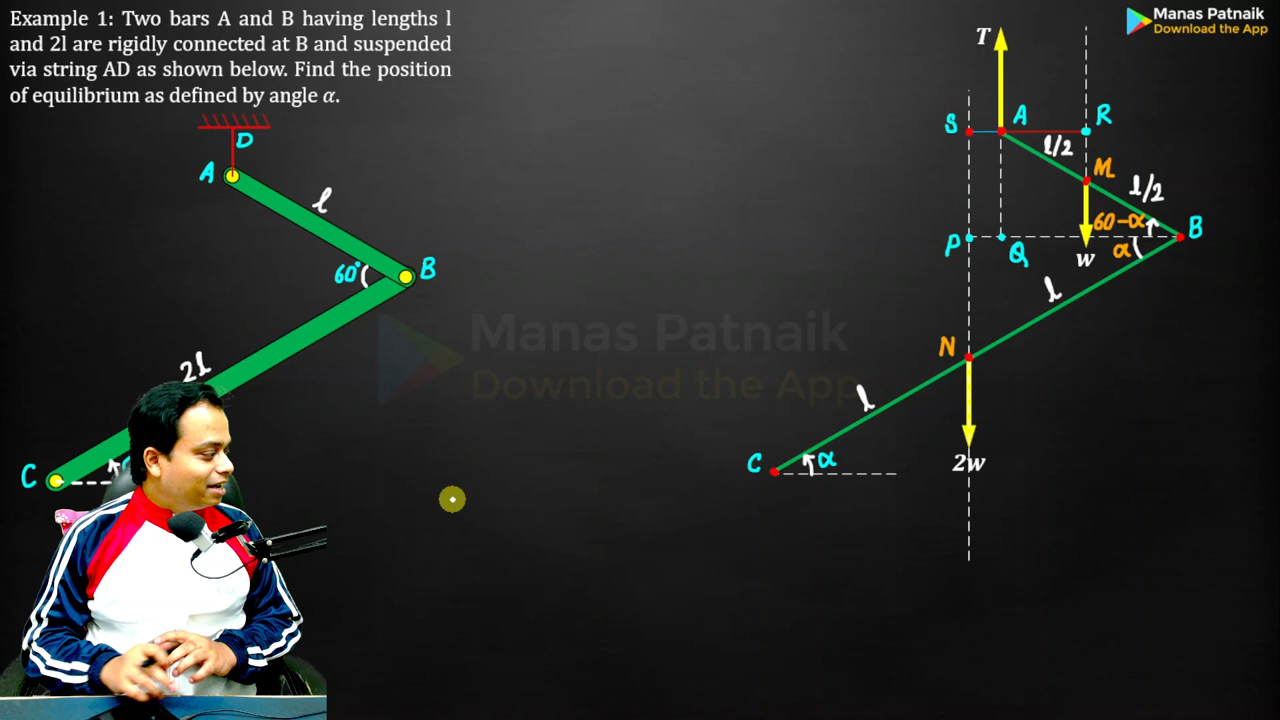 Example 1: Two bars A and B having lengths l
and 2l are rigidly connected at B and suspended
via string AD as shown below. Find the position
of equilibrium as defined by angle α.
Manas Patnaik
Download the App
D
A
l
60°
B
2l
C
T
S
A
R
l/2
M
l/2
60-α
B
P
Q
w
α
l
N
l
C
α
2w
Manas Patnaik
Download the App